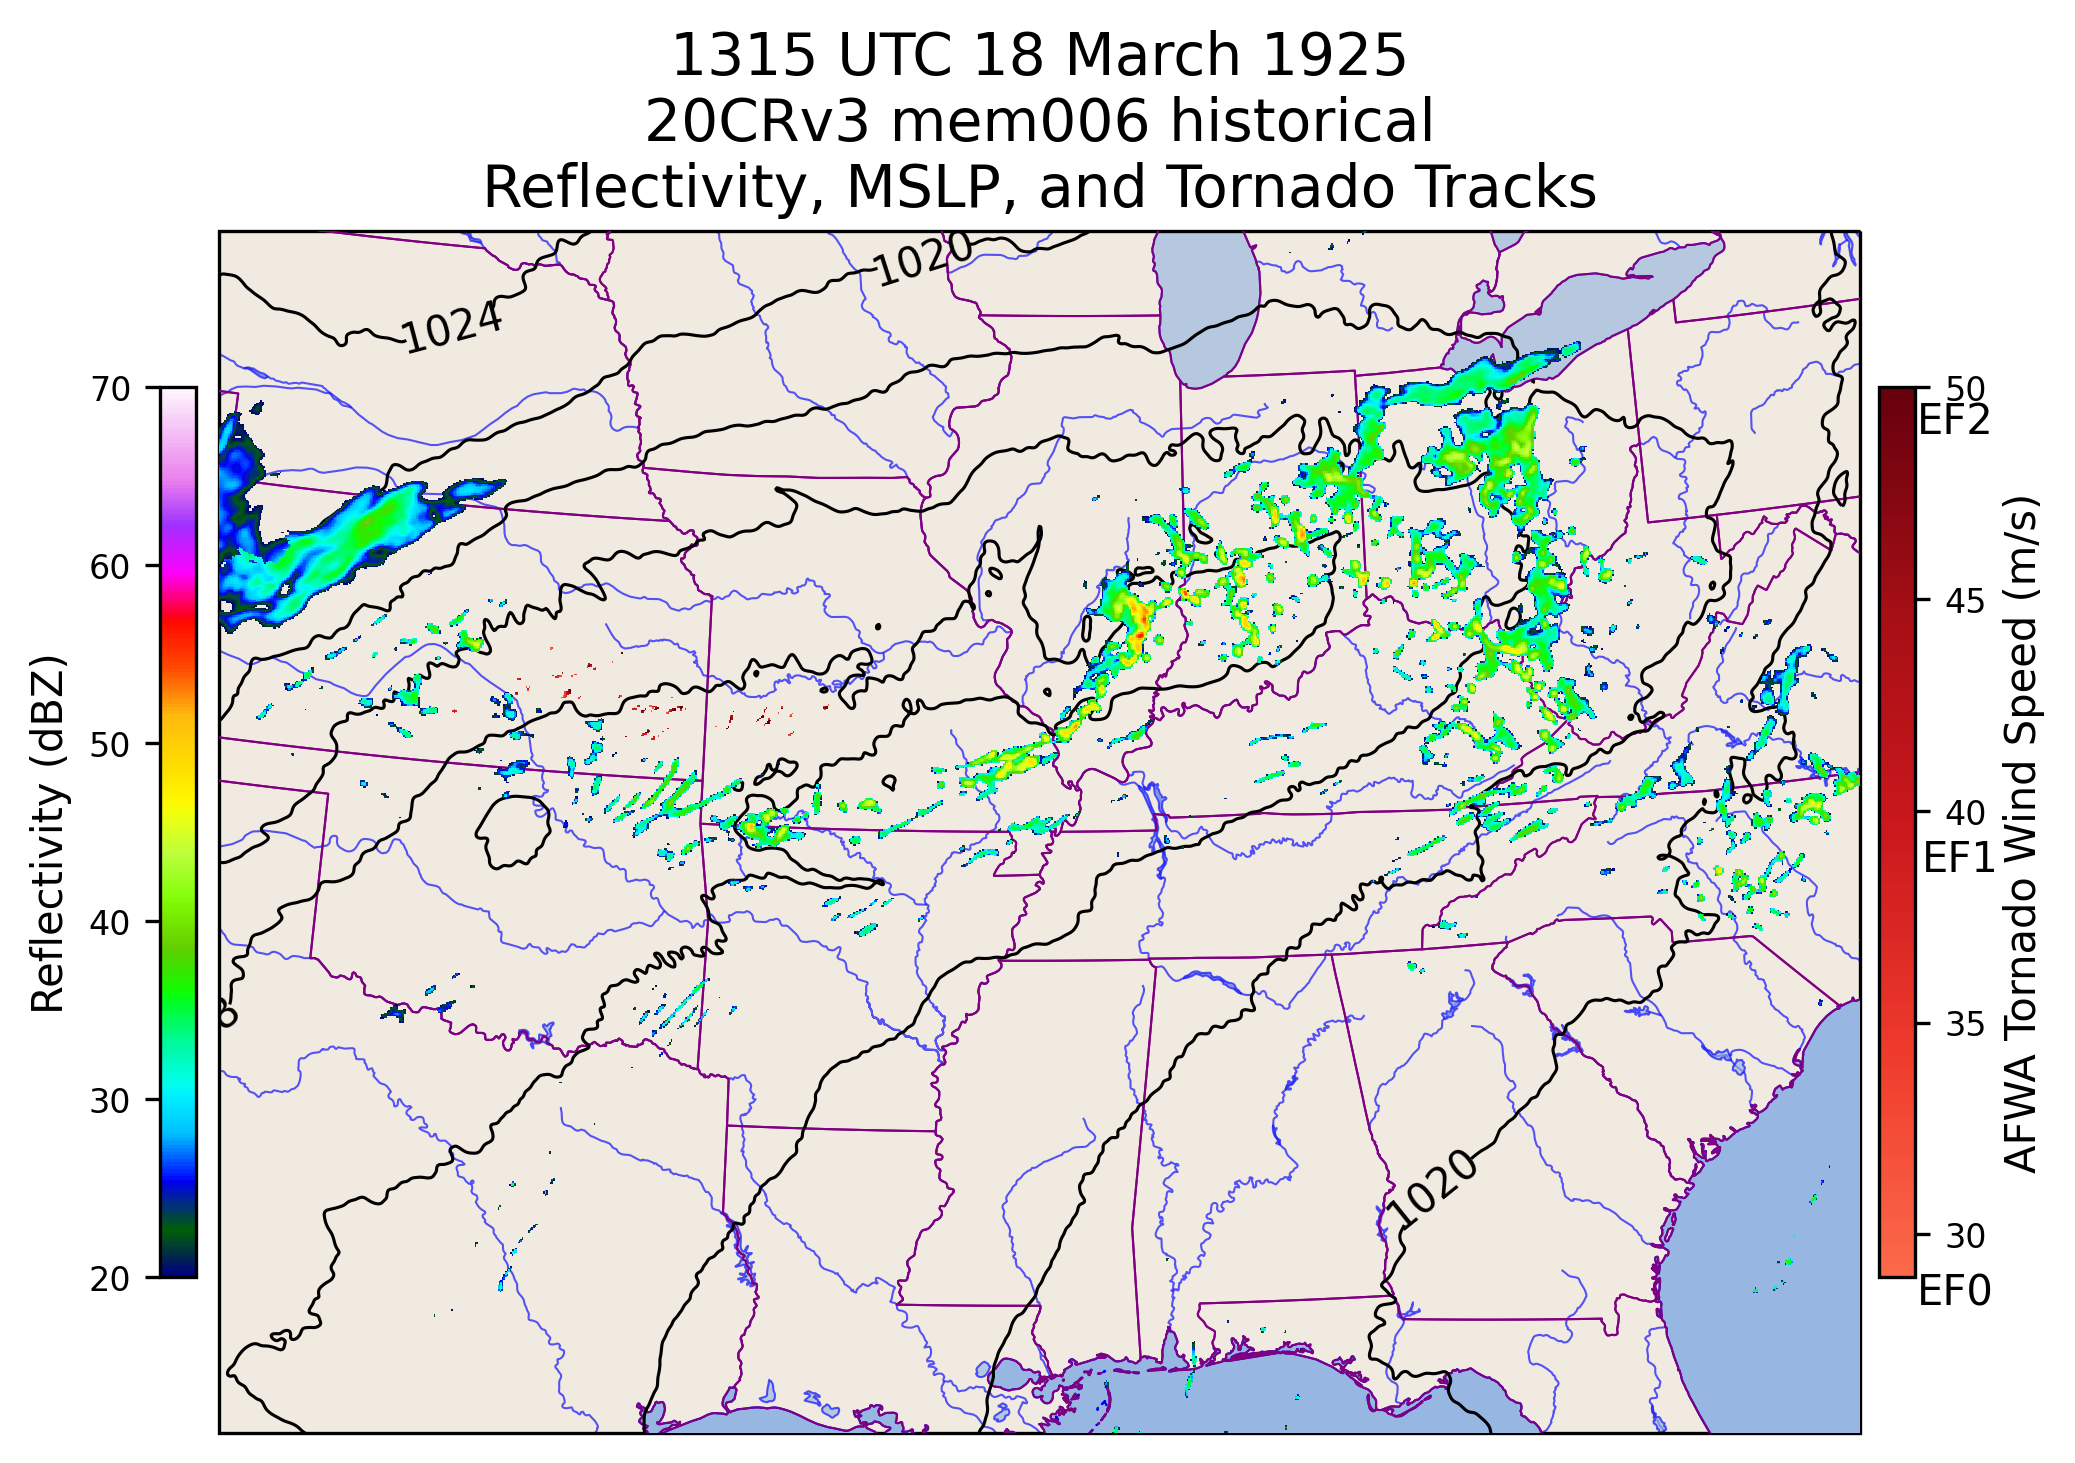 1315 UTC 18 March 1925
20CRv3 mem006 historical
Reflectivity, MSLP, and Tornado Tracks
1020
1024
8
1020
70
60
50
40
30
20
Reflectivity (dBZ)
50
EF2
45
40
EF1
35
30
EF0
AFWA Tornado Wind Speed (m/s)